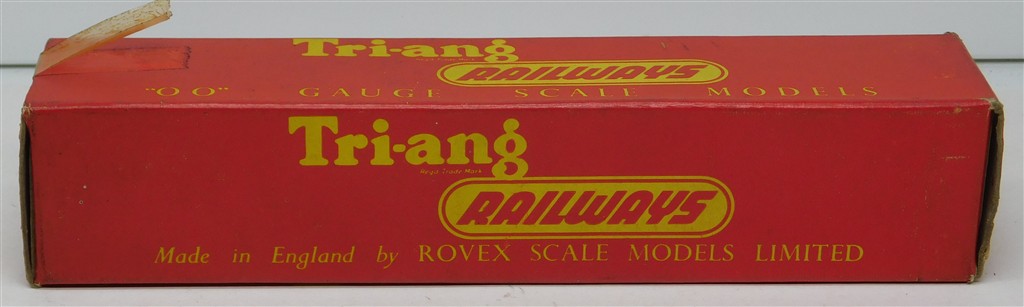 Tri-ang
RAILWAYS
"OO" GAUGE SCALE MODELS
Tri-ang
Regd. Trade Mark
RAILWAYS
Made in England by ROVEX SCALE MODELS LIMITED